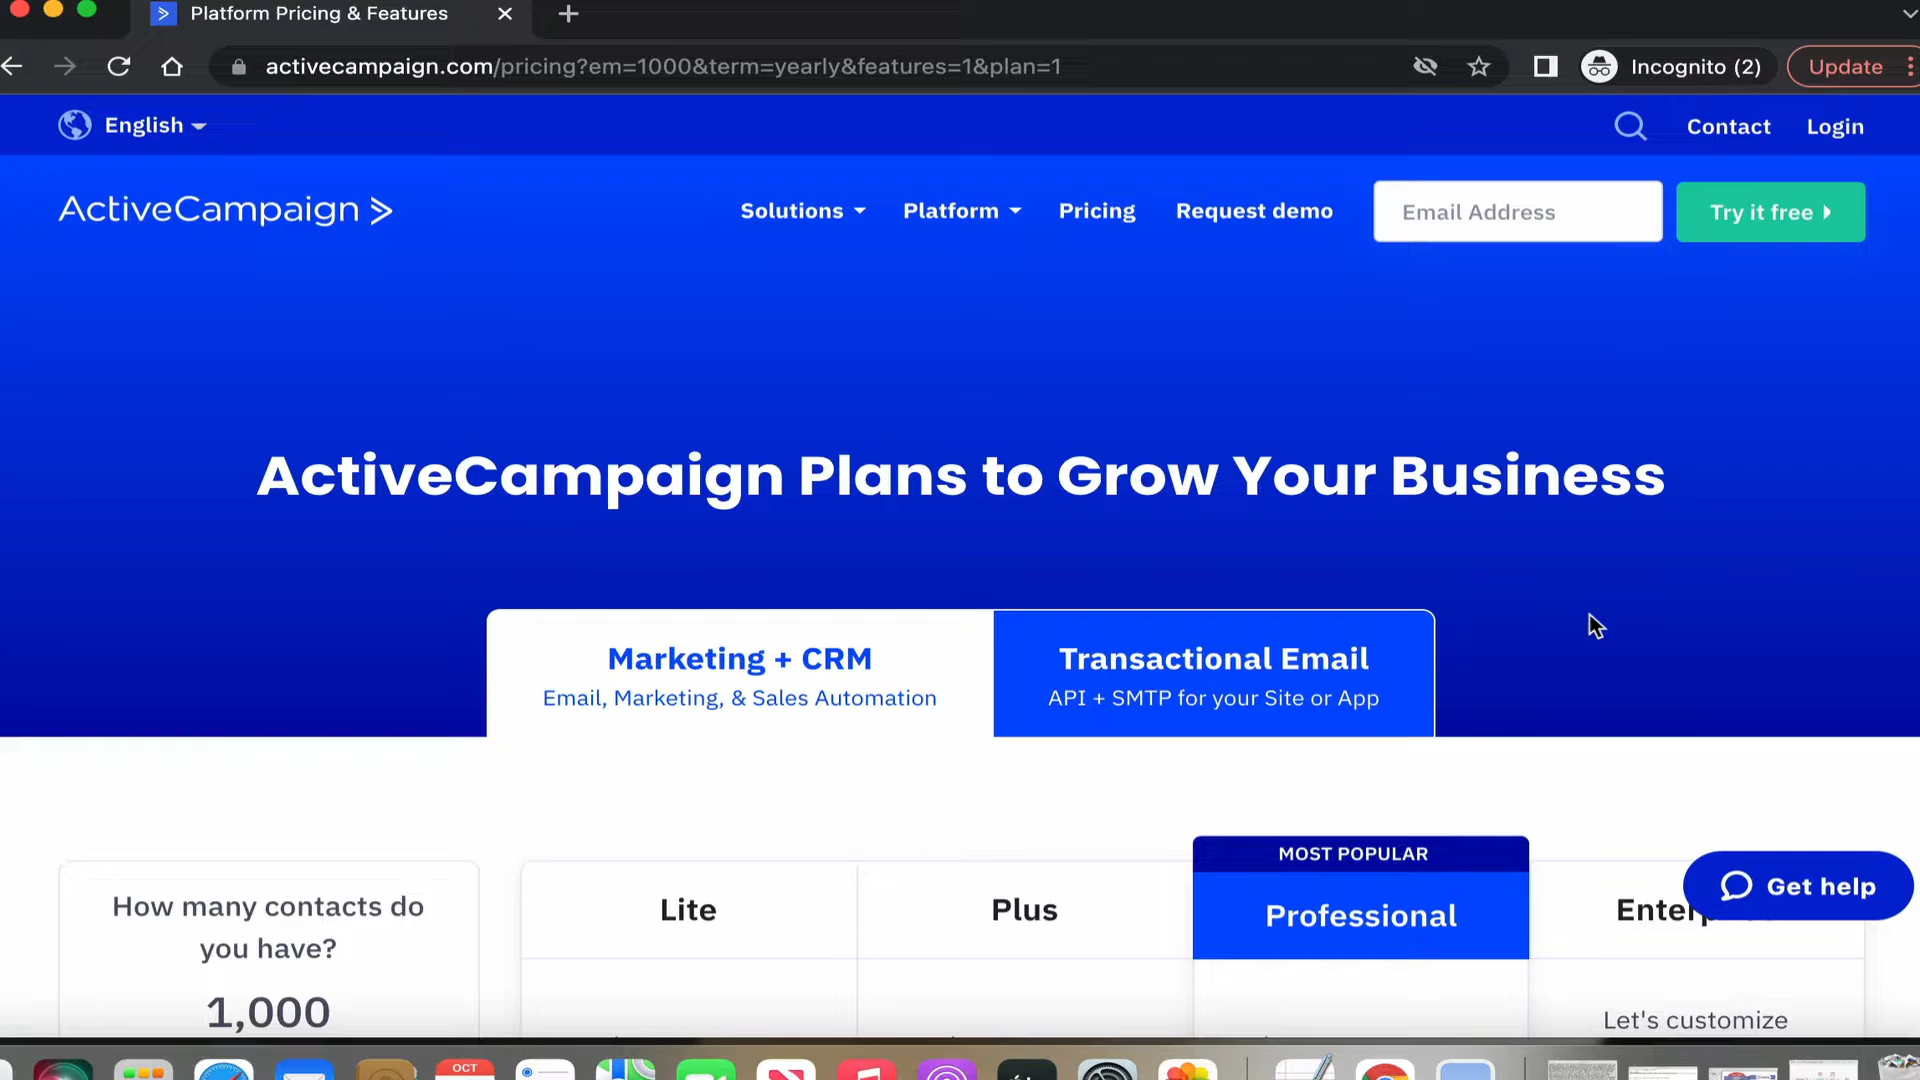 Platform Pricing & Features
activecampaign.com/pricing?em=1000&term=yearly&features=1&plan=1
Incognito (2)
Update
English
Contact
Login
ActiveCampaign
Solutions
Platform
Pricing
Request demo
Email Address
Try it free
ActiveCampaign Plans to Grow Your Business
Marketing + CRM
Email, Marketing, & Sales Automation
Transactional Email
API + SMTP for your Site or App
How many contacts do
you have?
1,000
Lite
Plus
MOST POPULAR
Professional
Get help
Let's customize
OCT